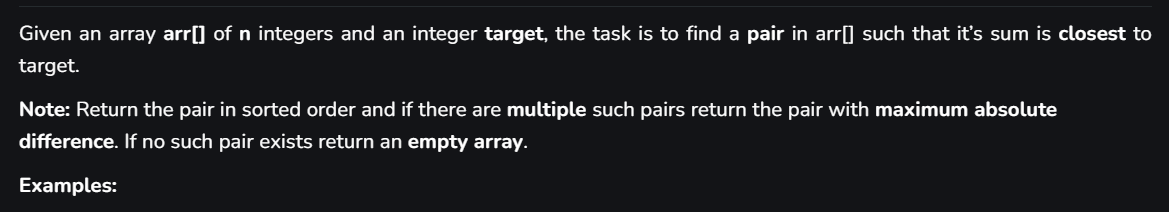 Given an array arr[] of n integers and an integer target, the task is to find a pair in arr[] such that it's sum is closest to
target.
Note: Return the pair in sorted order and if there are multiple such pairs return the pair with maximum absolute
difference. If no such pair exists return an empty array.
Examples: